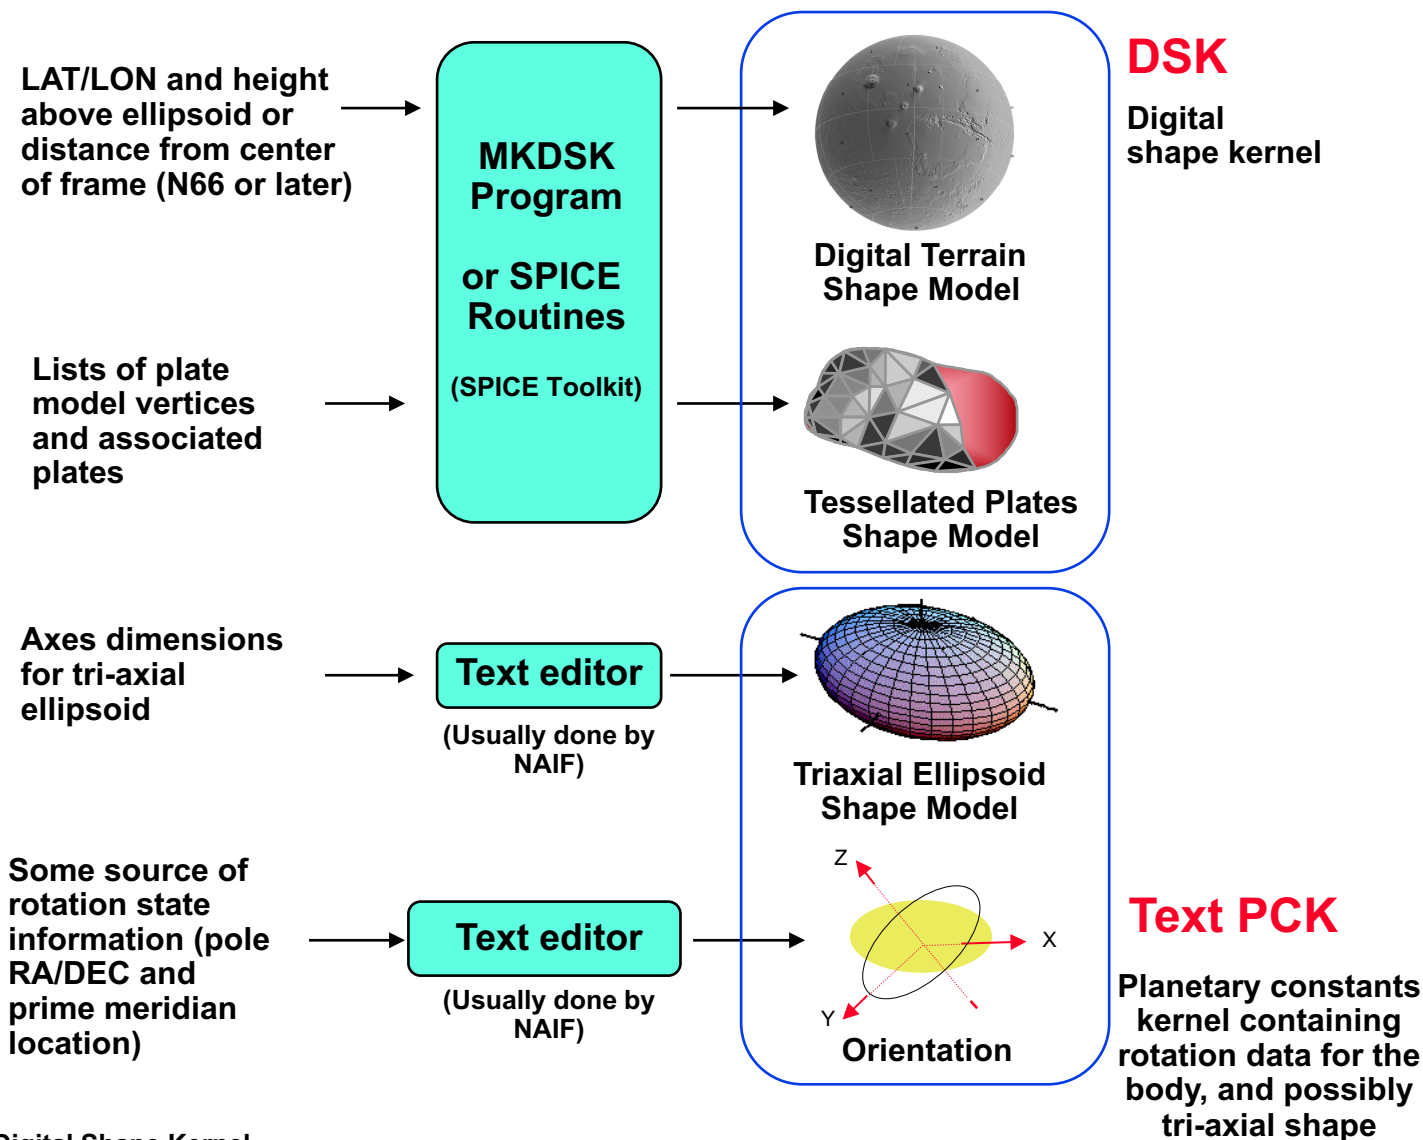 LAT/LON and height
above ellipsoid or
distance from center
of frame (N66 or later)
MKDSK
Program
or SPICE
Routines
(SPICE Toolkit)
Digital Terrain
Shape Model
DSK
Digital
shape kernel
Lists of plate
model vertices
and associated
plates
Tessellated Plates
Shape Model
Axes dimensions
for tri-axial
ellipsoid
Text editor
(Usually done by
NAIF)
Triaxial Ellipsoid
Shape Model
Some source of
rotation state
information (pole
RA/DEC and
prime meridian
location)
Text editor
(Usually done by
NAIF)
Z
X
Y
Orientation
Text PCK
Planetary constants
kernel containing
rotation data for the
body, and possibly
tri-axial shape
Digital Shape Kernel